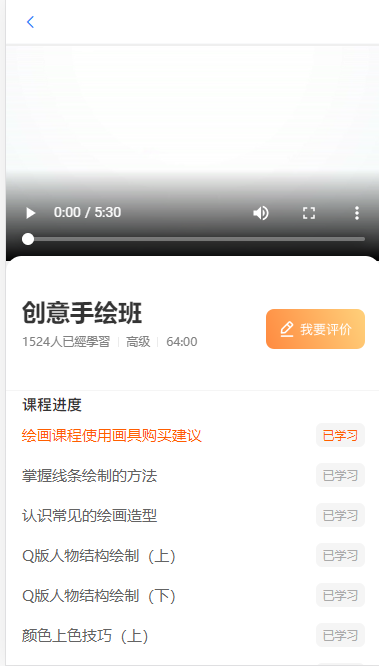 0:00 / 5:30
创意手绘班
1524人已經學習 高级 64:00
我要评价
课程进度
绘画课程使用画具购买建议 已学习
掌握线条绘制的方法 已学习
认识常见的绘画造型 已学习
Q版人物结构绘制（上） 已学习
Q版人物结构绘制（下） 已学习
颜色上色技巧（上） 已学习